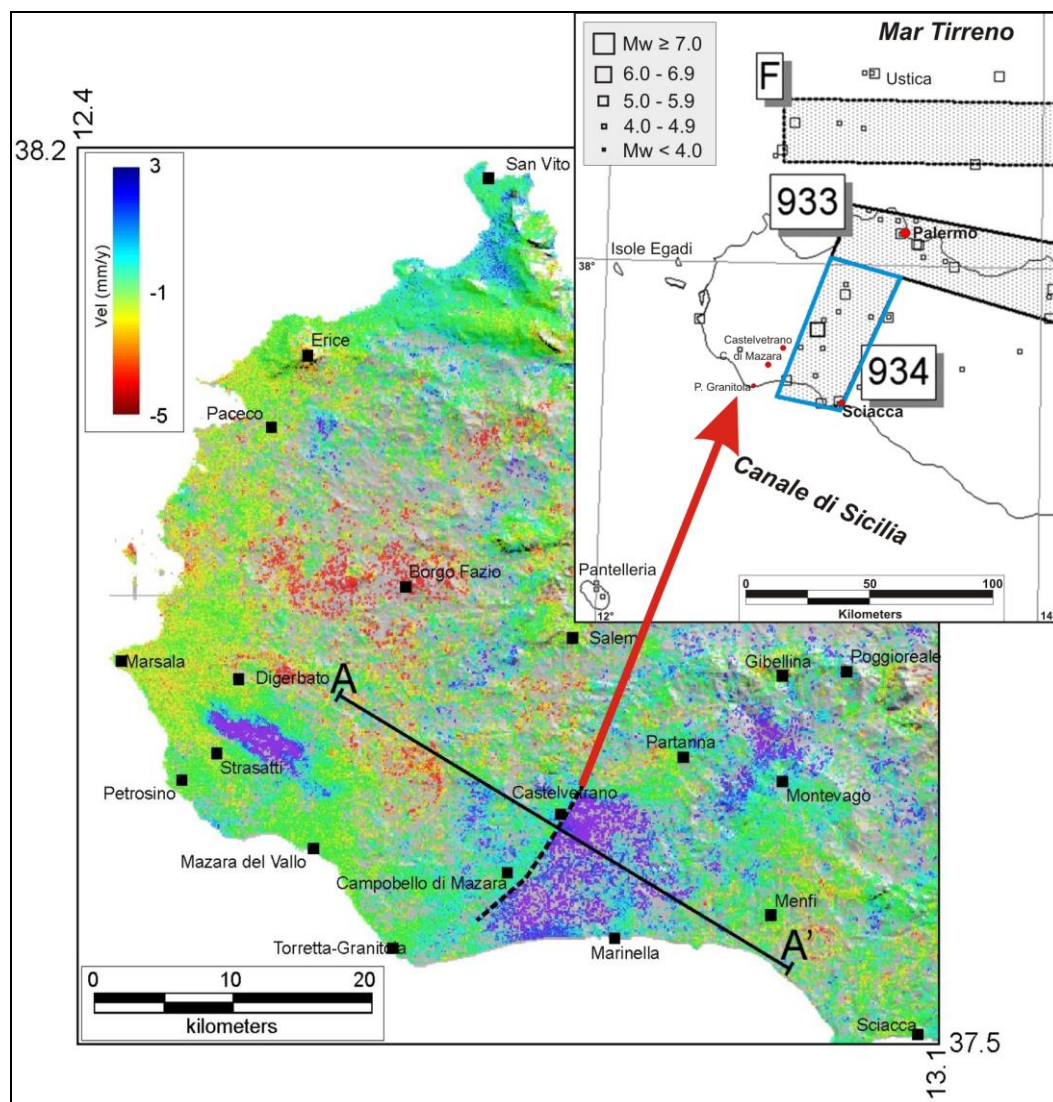 12.4
38.2
3
-1
-5
Vel (mm/y)
San Vito
Erice
Paceco
Borgo Fazio
Marsala
Digerbato
A
Salem
Gibellina
Poggioreale
Strasatti
Partanna
Petrosino
Castelvetrano
Montevago
Mazara del Vallo
Campobello di Mazara
Menfi
Torretta-Granitola
Marinella
A'
Sciacca
0 10 20
kilometers
37.5
13.1
Mw ≥ 7.0
6.0 - 6.9
5.0 - 5.9
4.0 - 4.9
Mw < 4.0
Mar Tirreno
14
Ustica
F
933
Palermo
Isole Egadi
38°
Castelvetrano
C. di Mazara
P. Granitola
934
Sciacca
Canale di Sicilia
Pantelleria
12°
0 50 100
Kilometers